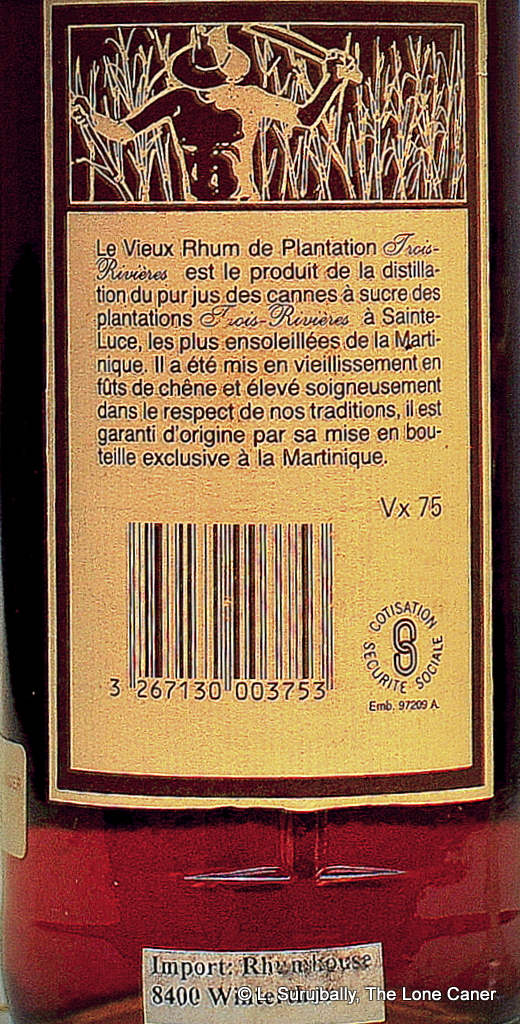 Le Vieux Rhum de Plantation Trois-
Rivières est le produit de la distilla-
tion du pur jus des cannes à sucre des
plantations Trois-Rivières à Sainte-
Luce, les plus ensoleillées de la Marti-
nique. Il a été mis en vieillissement en
fûts de chêne et élevé soigneusement
dans le respect de nos traditions, il est
garanti d'origine par sa mise en bou-
teille exclusive à la Martinique.
Vx 75
COTISATION
SECURITE SOCIALE
Emb. 97209 A
3 267130 003753
Import:
8400
© L. Surujbally, The Lone Caner